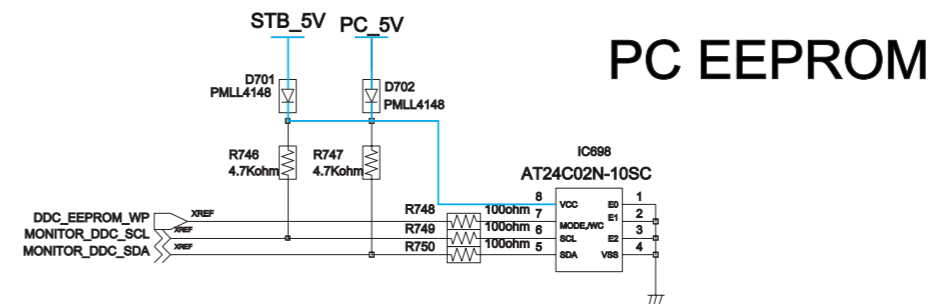 STB_5V PC_5V
PC EEPROM
D701
PMLL4148
D702
PMLL4148
R746
4.7Kohm
R747
4.7Kohm
IC698
AT24C02N-10SC
DDC_EEPROM_WP XREF
MONITOR_DDC_SCL XREF
MONITOR_DDC_SDA XREF
R748 100ohm
R749 100ohm
R750
8 VCC E0 1
7 MODE,/WC E1 2
6 SCL E2 3
5 SDA VSS 4